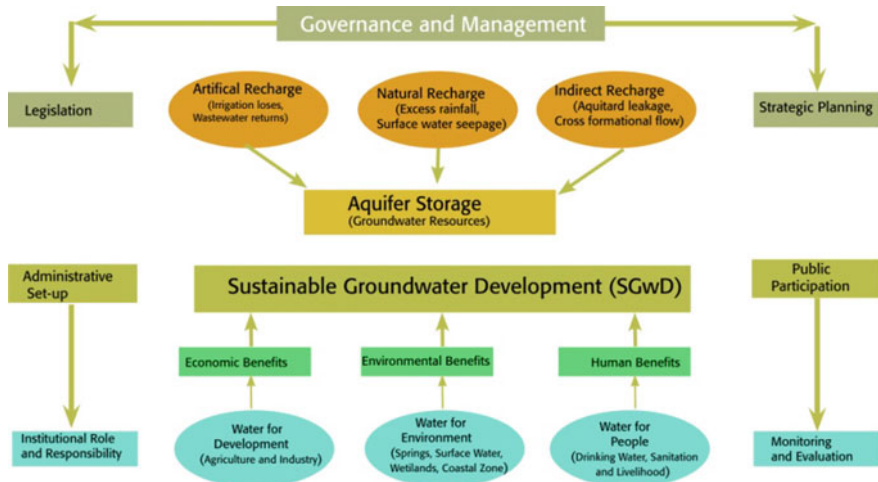 Governance and Management
Legislation
Artifical Recharge
(Irrigation loses,
Wastewater returns)
Natural Recharge
(Excess rainfall,
Surface water seepage)
Indirect Recharge
(Aquitard leakage,
Cross formational flow)
Strategic Planning
Aquifer Storage
(Groundwater Resources)
Administrative
Set-up
Sustainable Groundwater Development (SGwD)
Public
Participation
Economic Benefits
Environmental Benefits
Human Benefits
Institutional Role
and Responsibility
Water for
Development
(Agriculture and Industry)
Water for
Environment
(Springs, Surface Water,
Wetilands, Coastal Zone)
Water for
People
(Drinking Water, Sanitation
and Livelihood)
Monitoring
and Evaluation